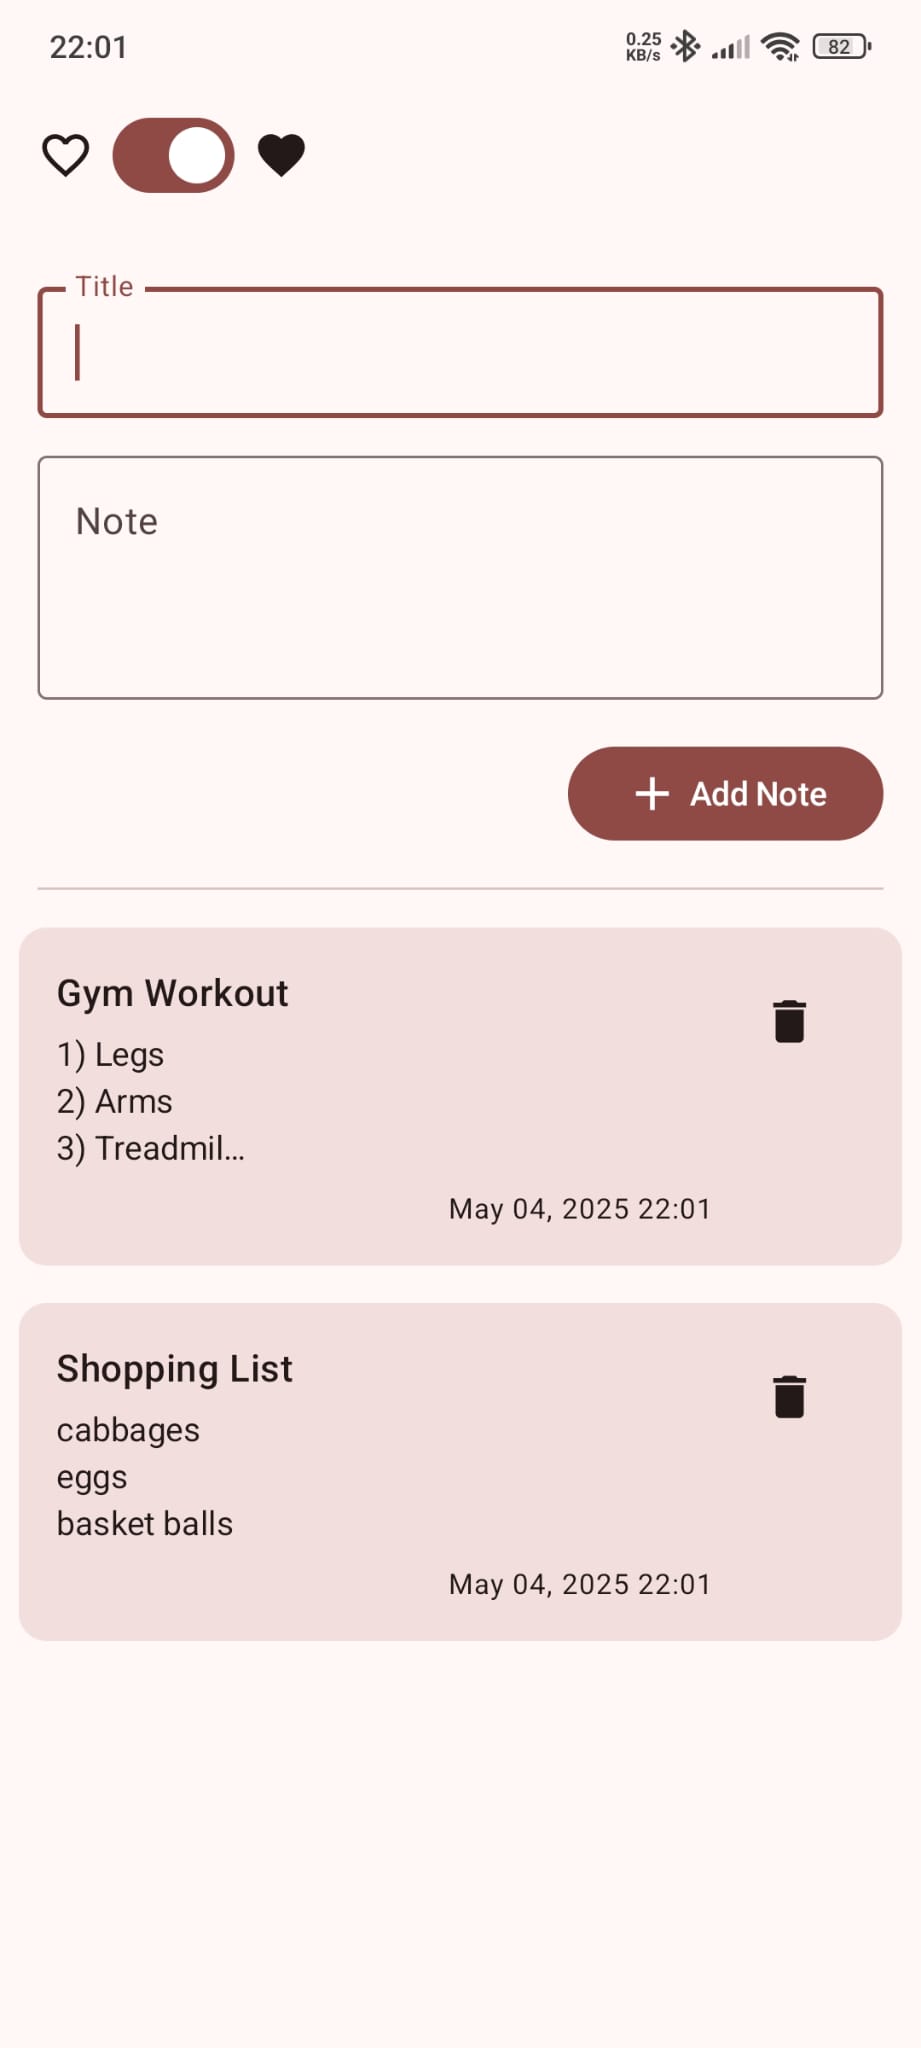 22:01
0.25
KB/s
82
Title
Note
+ Add Note
Gym Workout
1) Legs
2) Arms
3) Treadmil...
May 04, 2025 22:01
Shopping List
cabbages
eggs
basket balls
May 04, 2025 22:01